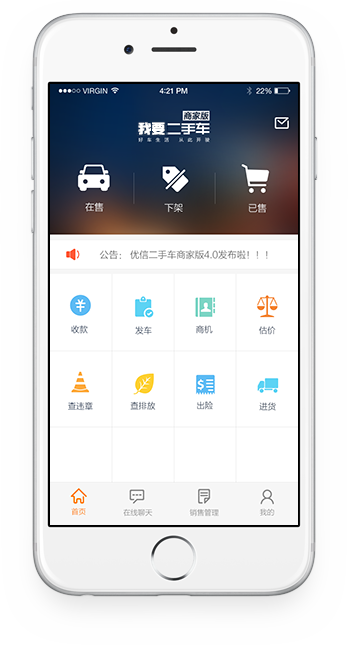 VIRGIN
4:21 PM
22%
商家版
我要二手车
好车生活 从此开驶
在售
下架
已售
公告： 优信二手车商家版4.0发布啦！！！
收款
发车
商机
估价
查违章
查排放
出险
进货
首页
在线聊天
销售管理
我的